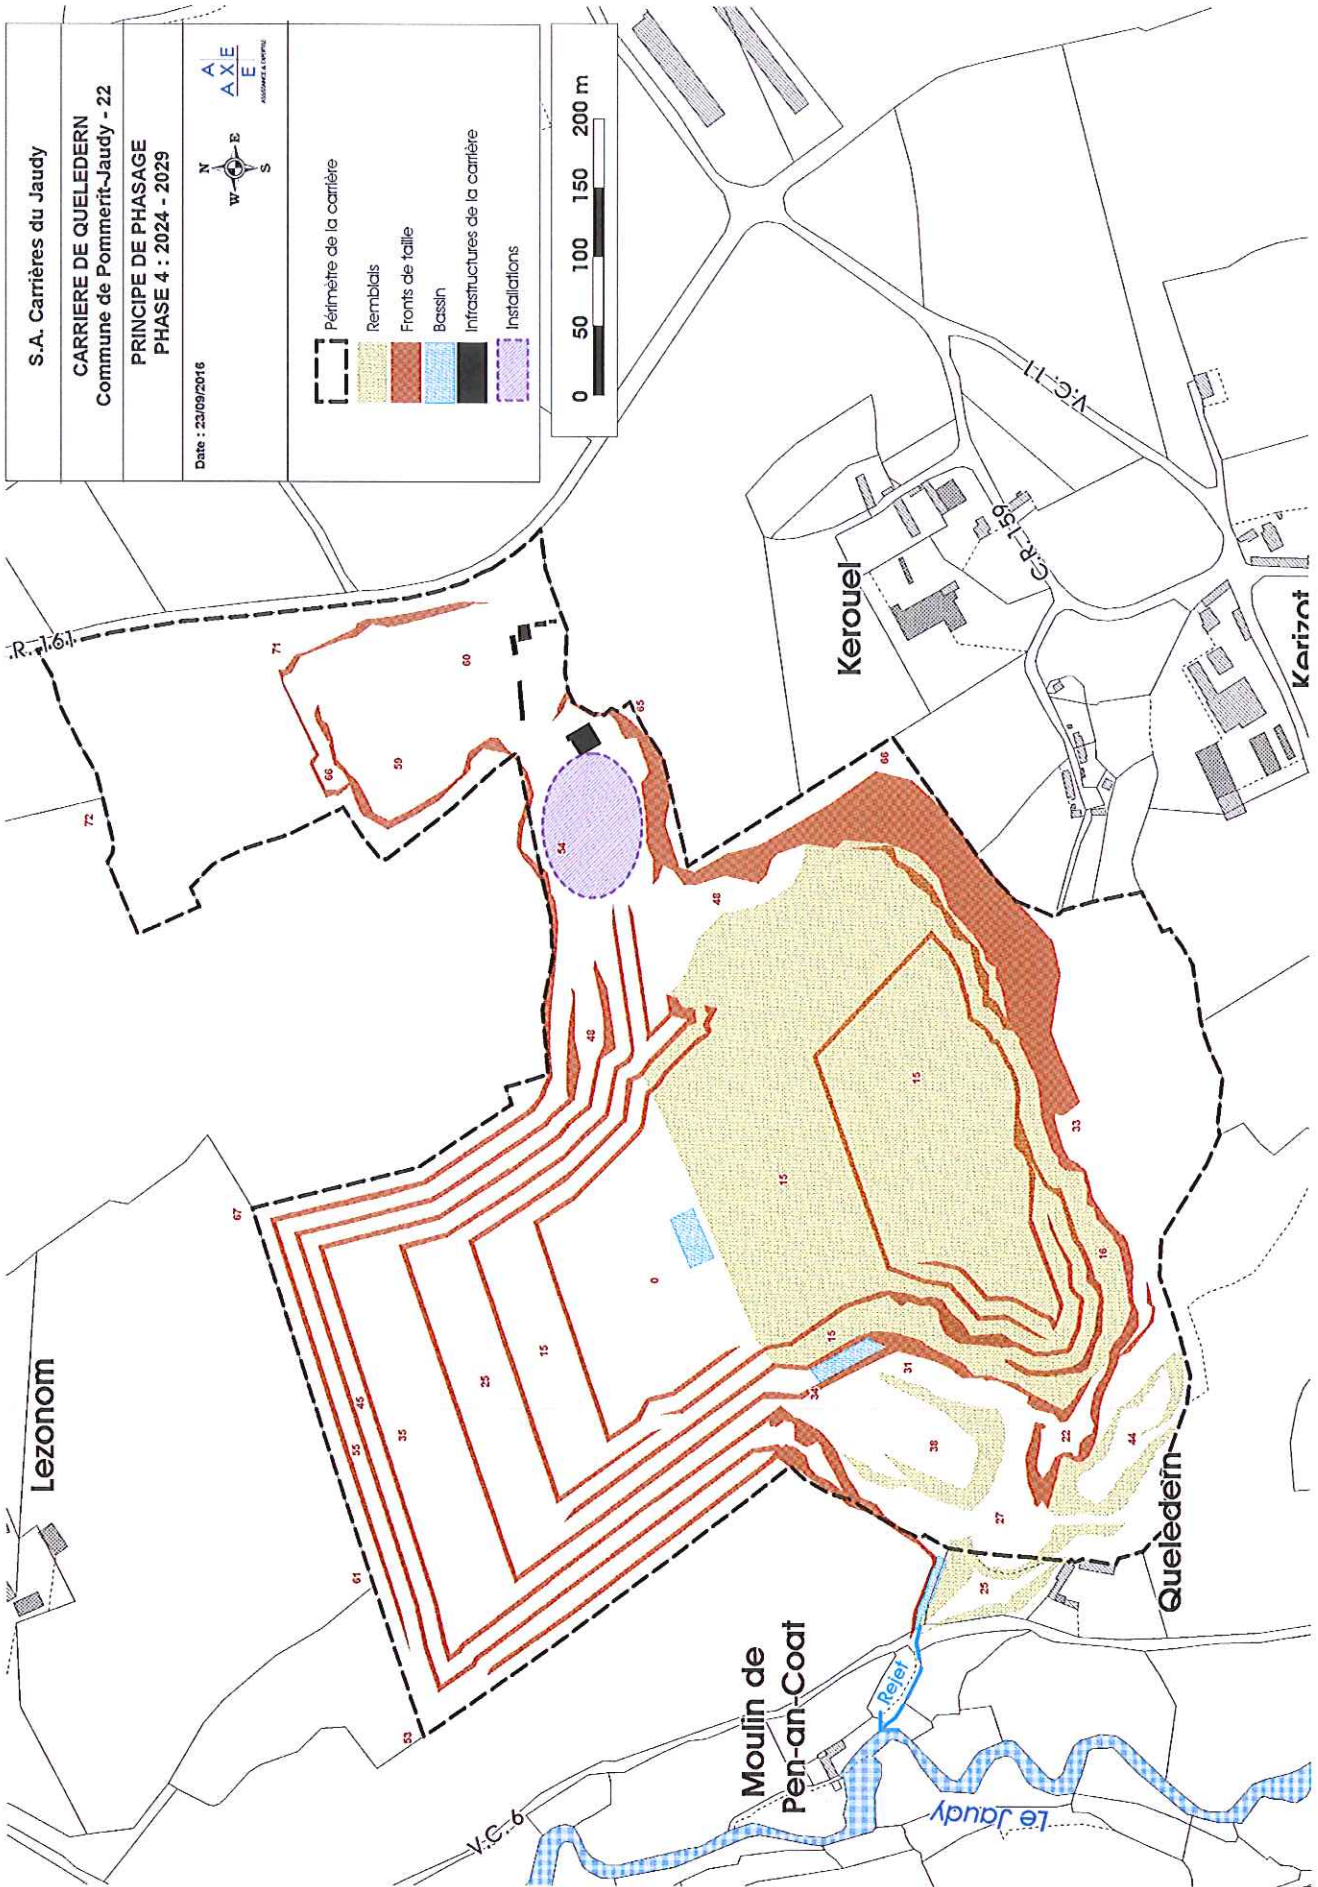 S.A. Carrières du Jaudy
CARRIERE DE QUELEDERN
Commune de Pommerit-Jaudy - 22
PRINCIPE DE PHASAGE
PHASE 4 : 2024 - 2029
Date : 23/09/2016
N
W
E
S
A
AXE
E
Périmètre de la carrière
Remblais
Fronts de taille
Bassin
Infrastructures de la carrière
Installations
0
50
100
150
200 m
Lezonom
Moulin de
Pen-an-Coat
Queledern
Kerouel
Kerizot
Le Jaudy
Rejet
V.C. 6
V.C. 11
C.R. 159
.R. 161
53
61
67
55
45
35
25
15
0
48
54
48
72
71
66
59
60
65
66
15
15
15
34
31
38
33
16
22
44
27
25